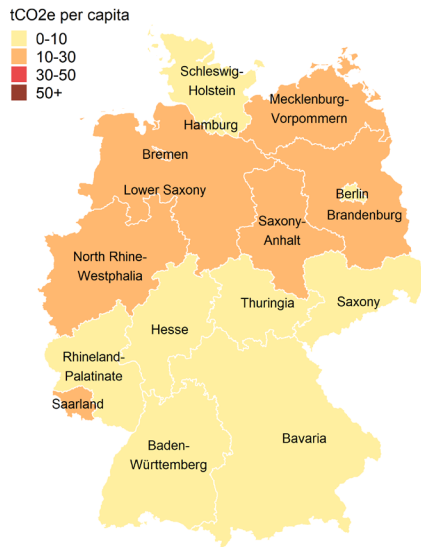 tCO2e per capita
0-10
10-30
30-50
50+
Schleswig-
Holstein
Mecklenburg-
Vorpommern
Hamburg
Bremen
Lower Saxony
Berlin
Brandenburg
Saxony-
Anhalt
North Rhine-
Westphalia
Thuringia
Saxony
Hesse
Rhineland-
Palatinate
Saarland
Baden-
Württemberg
Bavaria